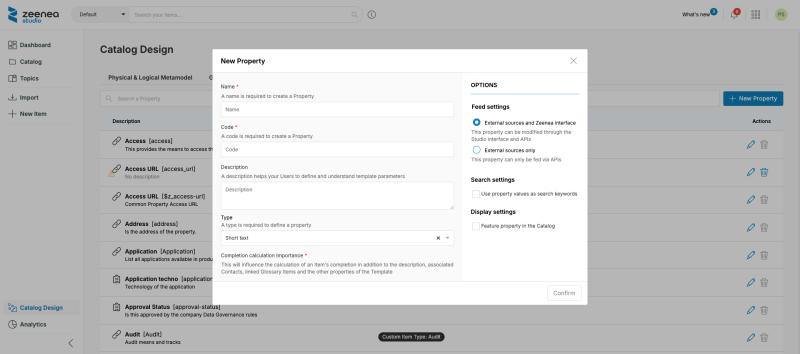 zeenea
studio
Default
Search your items...
What's new
Dashboard
Catalog
Topics
Import
New Item
Catalog Design
Analytics
Catalog Design
Physical & Logical Metamodel
Search a Property
New Property
Description
Actions
Access [access]
This provides the means to access th
Access URL [access_url]
No description
Access URL [$z_access-url]
Common Property Access URL
Address [address]
is the address of the property.
Application [Application]
List all applications available in produ
Application techno [application
Technology of the application
Approval Status [approval-status]
Is this approved by the company Data Governance rules
Audit [Audit]
Audit means and tracks
Custom Item Type: Audit
New Property
Name *
A name is required to create a Property
Name
Code *
A code is required to create a Property
Code
Description
A description helps your Users to define and understand template parameters
Description
Type
A type is required to define a property
Short text
Completion calculation Importance *
This will influence the calculation of an Item's completion in addition to the description, associated
Contacts, linked Glossary Items and the other properties of the Template
OPTIONS
Feed settings
External sources and Zeenea interface
This property can be modified through the
Studio interface and APIs
External sources only
This property can only be fed via APIs
Search settings
Use property values as search keywords
Display settings
Feature property in the Catalog
Confirm